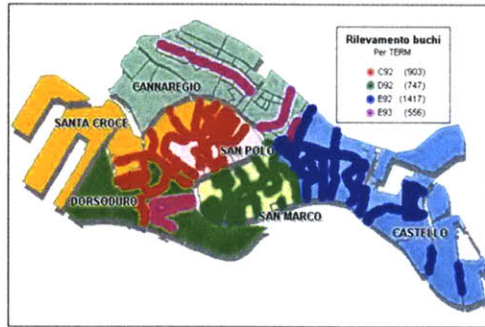 Rilevamento buchi
Per TERM
C92 (903)
D92 (747)
E92 (1417)
E93 (556)
CANNAREGIO
SANTA CROCE
SAN POLO
DORSODURO
SAN MARCO
CASTELLO